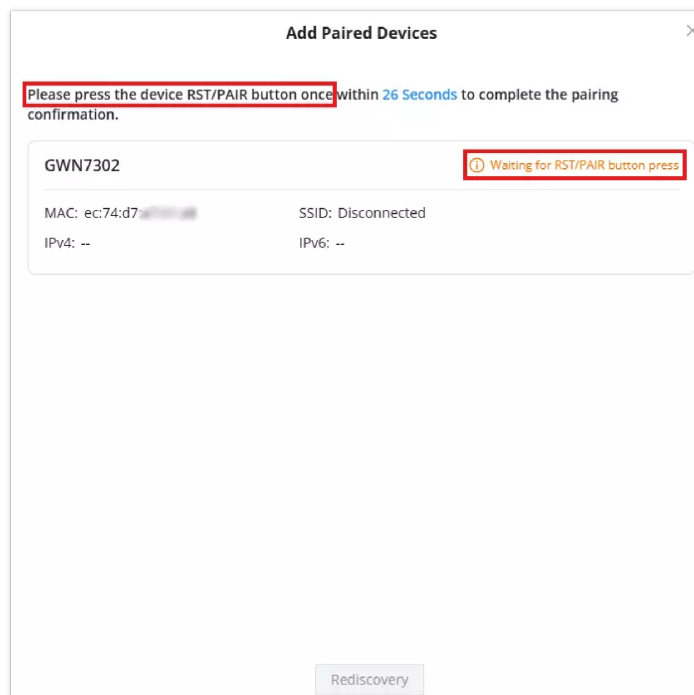 Add Paired Devices
Please press the device RST/PAIR button once within 26 Seconds to complete the pairing
confirmation.
GWN7302
Waiting for RST/PAIR button press
MAC: ec:74:d7:
SSID: Disconnected
IPv4: --
IPv6: --
Rediscovery